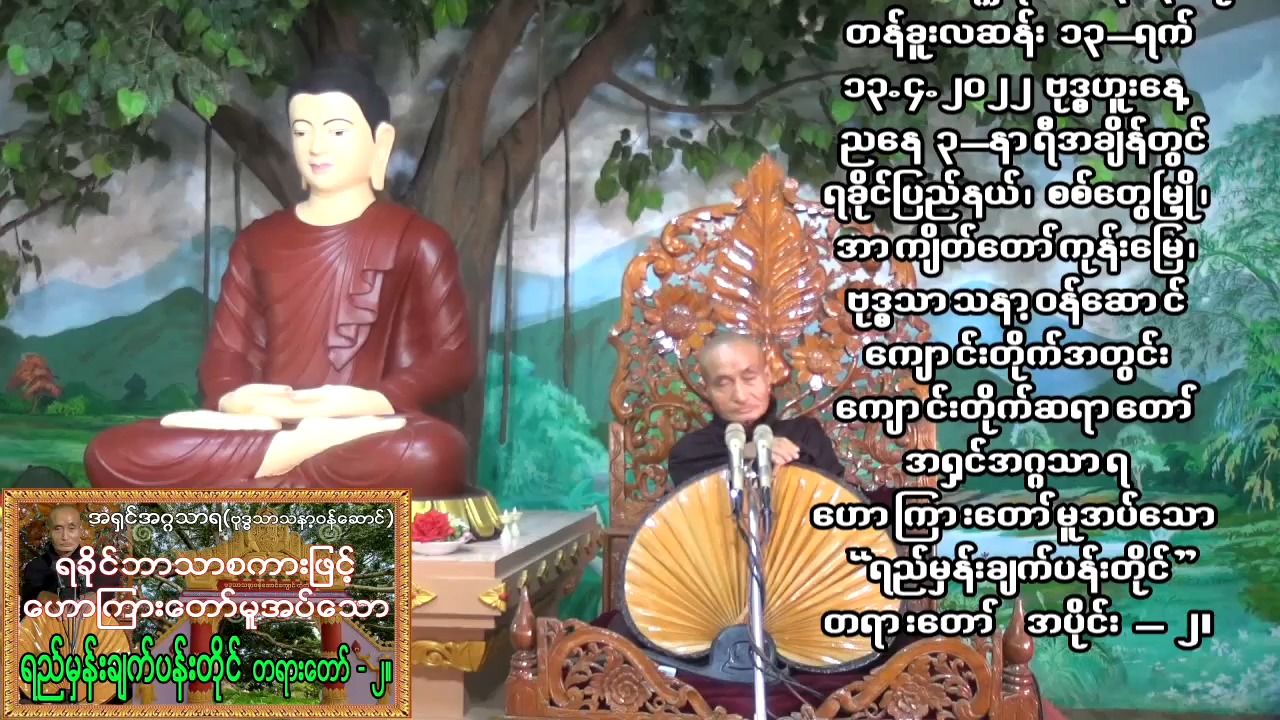 တန်ခူးလဆန်း ၁၃–ရက်
၁၃.၄.၂၀၂၂ ဗုဒ္ဓဟူးနေ့
ညနေ ၃–နာရီအချိန်တွင်
ရခိုင်ပြည်နယ်၊ စစ်တွေမြို့၊
အာကျိတ်တော်ကုန်းမြေ၊
ဗုဒ္ဓသာသနာ့ဝန်ဆောင်
ကျောင်းတိုက်အတွင်း
ကျောင်းတိုက်ဆရာတော်
အရှင်အဂ္ဂသာရ
ဟောကြားတော်မူအပ်သော
“ရည်မှန်းချက်ပန်းတိုင်”
တရားတော် အပိုင်း – ၂။
အရှင်အဂ္ဂသာရ(ဗုဒ္ဓသာသနာ့ဝန်ဆောင်)
ရခိုင်ဘာသာစကားဖြင့်
ဟောကြားတော်မူအပ်သော
ရည်မှန်းချက်ပန်းတိုင် တရားတော် - ၂။